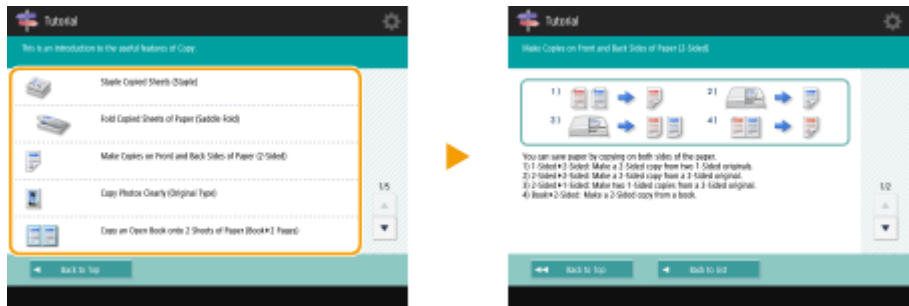 Tutorial
This is an introduction to the useful features of Copy.
Staple Copied Sheets (Staple)
Fold Copied Sheets of Paper (Saddle Fold)
Make Copies on Front and Back Sides of Paper (2-Sided)
Copy Photos Clearly (Original Type)
Copy an Open Book onto 2 Sheets of Paper (Book►2 Pages)
1/5
Back to Top
Tutorial
Make Copies on Front and Back Sides of Paper (2-Sided)
1)
2)
3)
4)
You can save paper by copying on both sides of the paper.
1) 1-Sided►2-Sided: Make a 2-Sided copy from two 1-Sided originals.
2) 2-Sided►2-Sided: Make a 2-Sided copy from a 2-Sided original.
3) 2-Sided►1-Sided: Make two 1-Sided copies from a 2-Sided original.
4) Book►2-Sided: Make a 2-Sided copy from a book.
1/2
Back to Top
Back to List